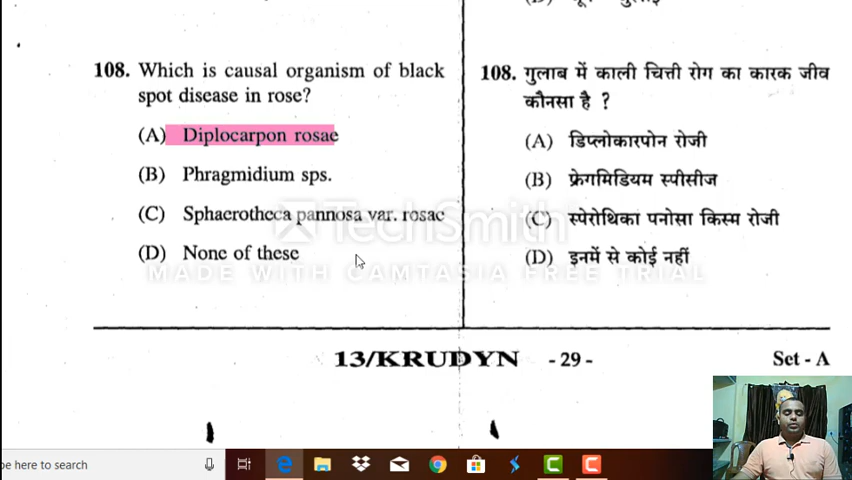 108. Which is causal organism of black
spot disease in rose?
(A) Diplocarpon rosae
(B) Phragmidium sps.
(C) Sphaerotheca pannosa var. rosae
(D) None of these
108. गुलाब में काली चित्ती रोग का कारक जीव
कौनसा है ?
(A) डिप्लोकारपोन रोजी
(B) फ्रेगमिडियम स्पीसीज
(C) स्पेरोथिका पनोसा किस्म रोजी
(D) इनमें से कोई नहीं
TechSmith
MADE WITH CAMTASIA FREE TRIAL
13/KRUDYN - 29 - Set - A
pe here to search